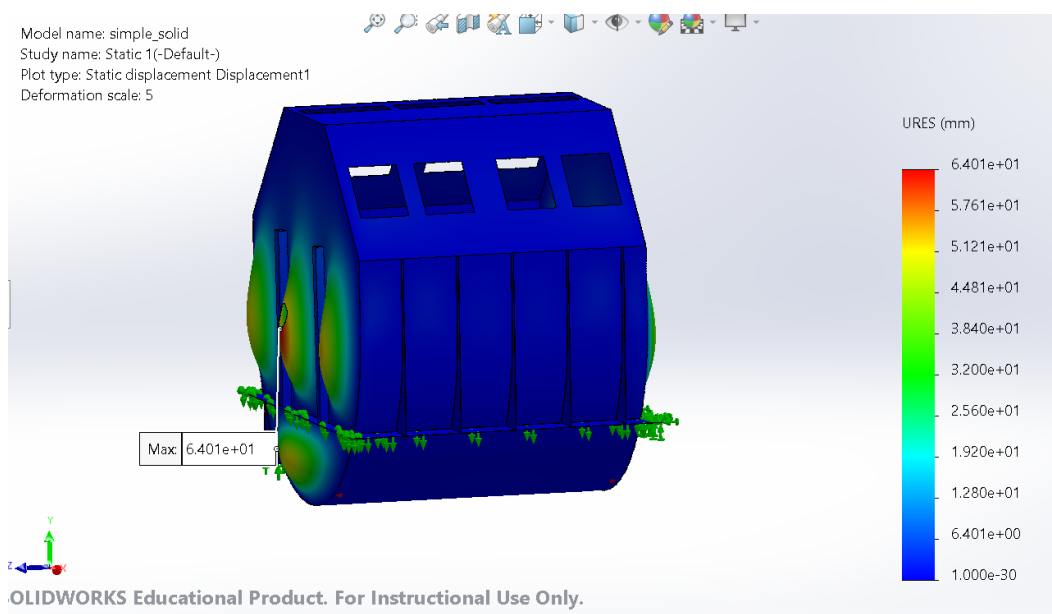 Model name: simple_solid
Study name: Static 1(-Default-)
Plot type: Static displacement Displacement1
Deformation scale: 5
URES (mm)
6.401e+01
5.761e+01
5.121e+01
4.481e+01
3.840e+01
3.200e+01
2.560e+01
1.920e+01
1.280e+01
6.401e+00
1.000e-30
Max: 6.401e+01
Y
Z
X
OLIDWORKS Educational Product. For Instructional Use Only.